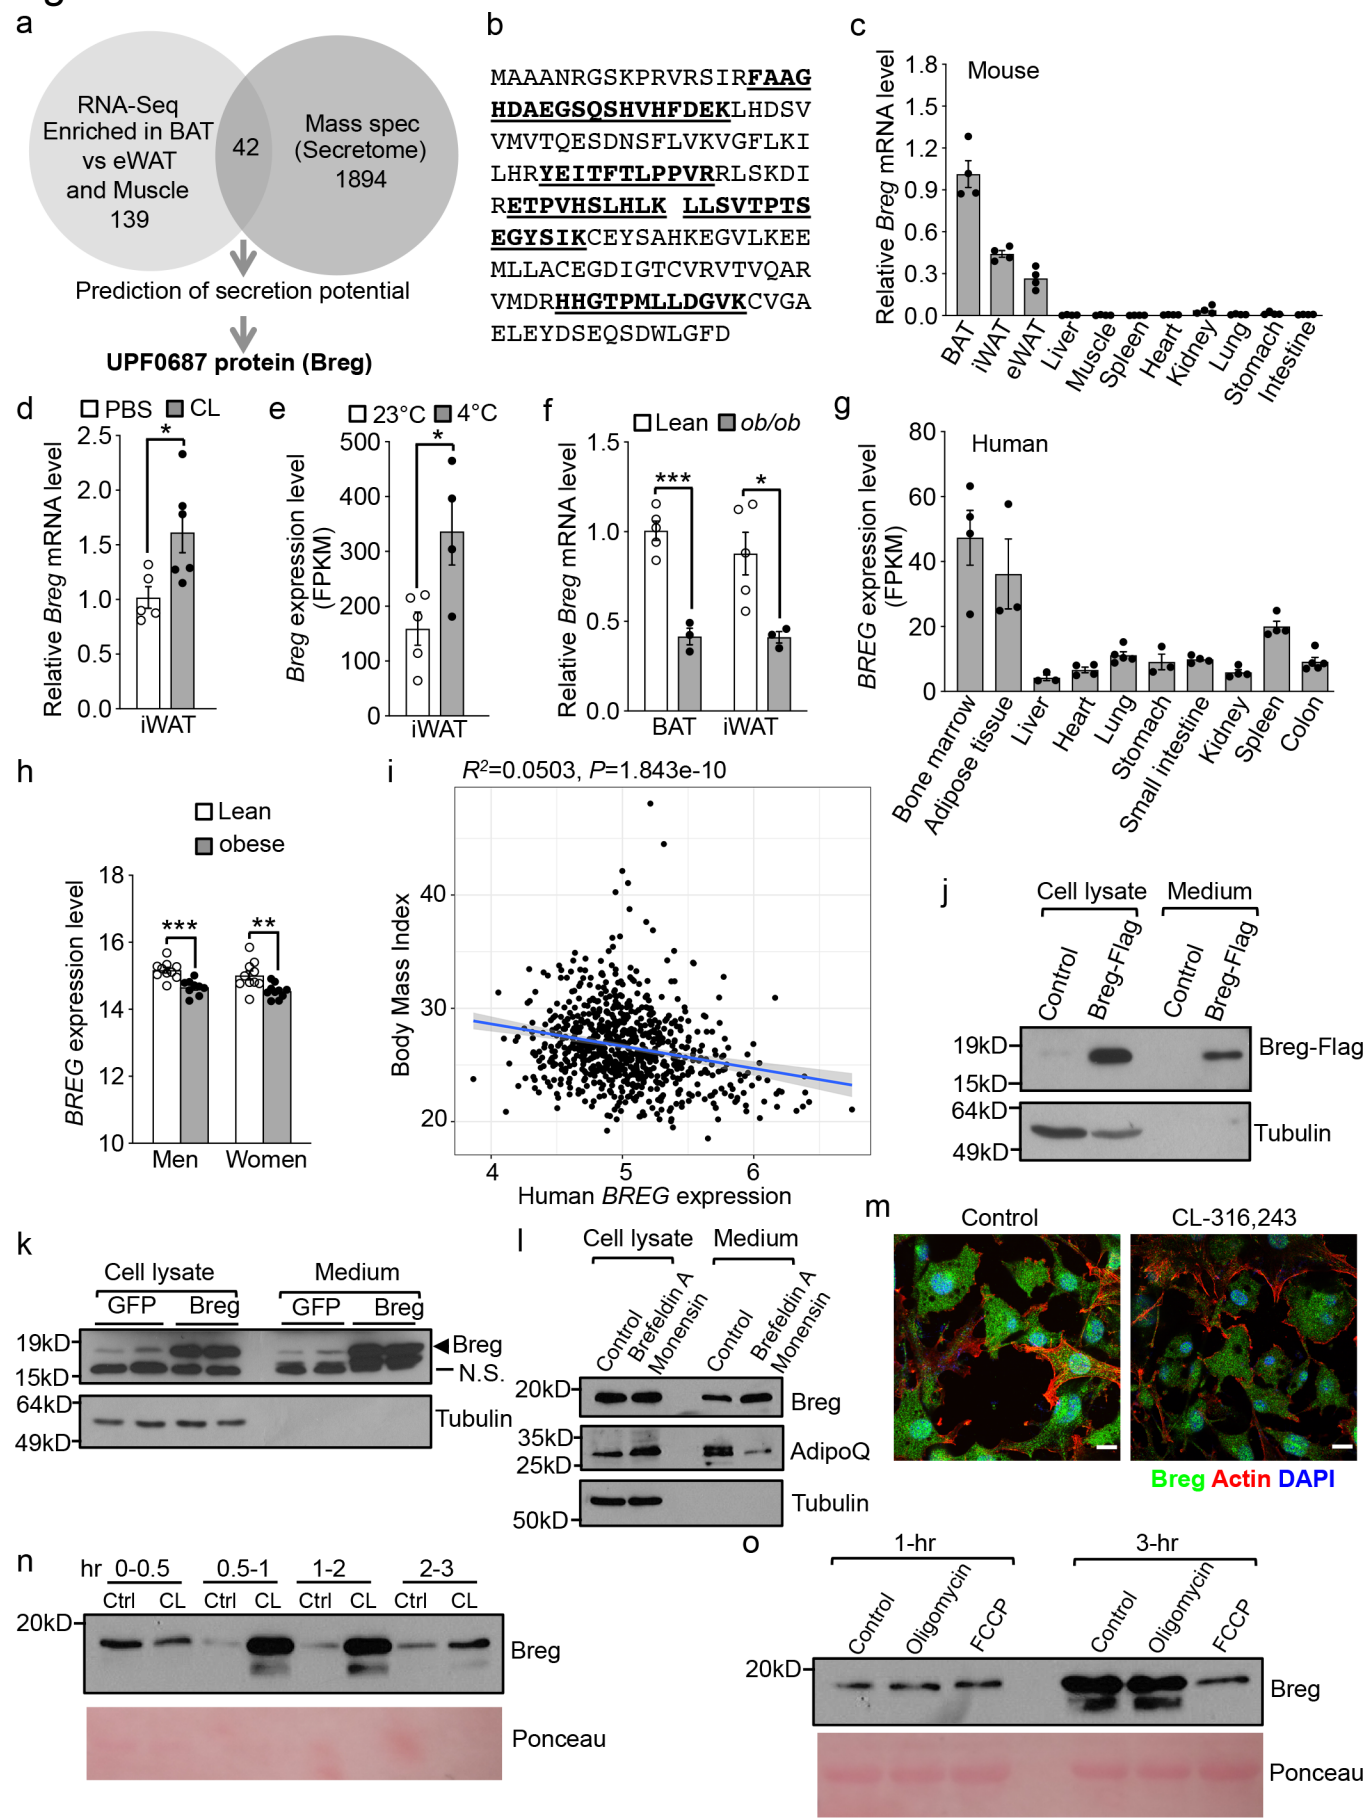 a
RNA-Seq
Enriched in BAT
vs eWAT
and Muscle
139
42
Mass spec
(Secretome)
1894
Prediction of secretion potential
UPF0687 protein (Breg)
b
MAAANRGSKPRVRSIRFAAG
HDAEGSQSHVHFDEKLHDSV
VMVTQESDNSFLVKVGFLKI
LHRYEITFTLPPVRRLSKDI
RETPVHSLHLK LLSVTPTS
EGYSIKCEYSAHKEGVLKEE
MLLACEGDIGTCVRVTVQAR
VMDRHHGTPMLLDGVKCVGA
ELEYDSEQSDWLGFD
c
Mouse
Relative Breg mRNA level
1.8
1.5
1.2
0.9
0.6
0.3
0.0
BAT
iWAT
eWAT
Liver
Muscle
Spleen
Heart
Kidney
Lung
Stomach
Intestine
d
PBS CL
*
Relative Breg mRNA level
2.5
2.0
1.5
1.0
0.5
0.0
iWAT
e
23°C 4°C
*
Breg expression level
(FPKM)
500
400
300
200
100
0
iWAT
f
Lean ob/ob
*** *
Relative Breg mRNA level
1.5
1.0
0.5
0.0
BAT iWAT
g
Human
BREG expression level
(FPKM)
80
60
40
20
0
Bone marrow
Adipose tissue
Liver
Heart
Lung
Stomach
Small intestine
Kidney
Spleen
Colon
h
Lean
obese
*** **
BREG expression level
18
16
14
12
10
Men Women
i
R2=0.0503, P=1.843e-10
Body Mass Index
40
30
20
4 5 6
Human BREG expression
j
Cell lysate Medium
Control
Breg-Flag
Control
Breg-Flag
19kD
15kD
Breg-Flag
64kD
49kD
Tubulin
k
Cell lysate Medium
GFP Breg GFP Breg
19kD
15kD
Breg
N.S.
64kD
49kD
Tubulin
l
Cell lysate Medium
Control
Brefeldin A
Monensin
Control
Brefeldin A
Monensin
20kD
Breg
35kD
25kD
AdipoQ
50kD
Tubulin
m
Control CL-316,243
Breg Actin DAPI
n
hr 0-0.5 0.5-1 1-2 2-3
Ctrl CL Ctrl CL Ctrl CL Ctrl CL
20kD
Breg
Ponceau
o
1-hr 3-hr
Control
Oligomycin
FCCP
Control
Oligomycin
FCCP
20kD
Breg
Ponceau